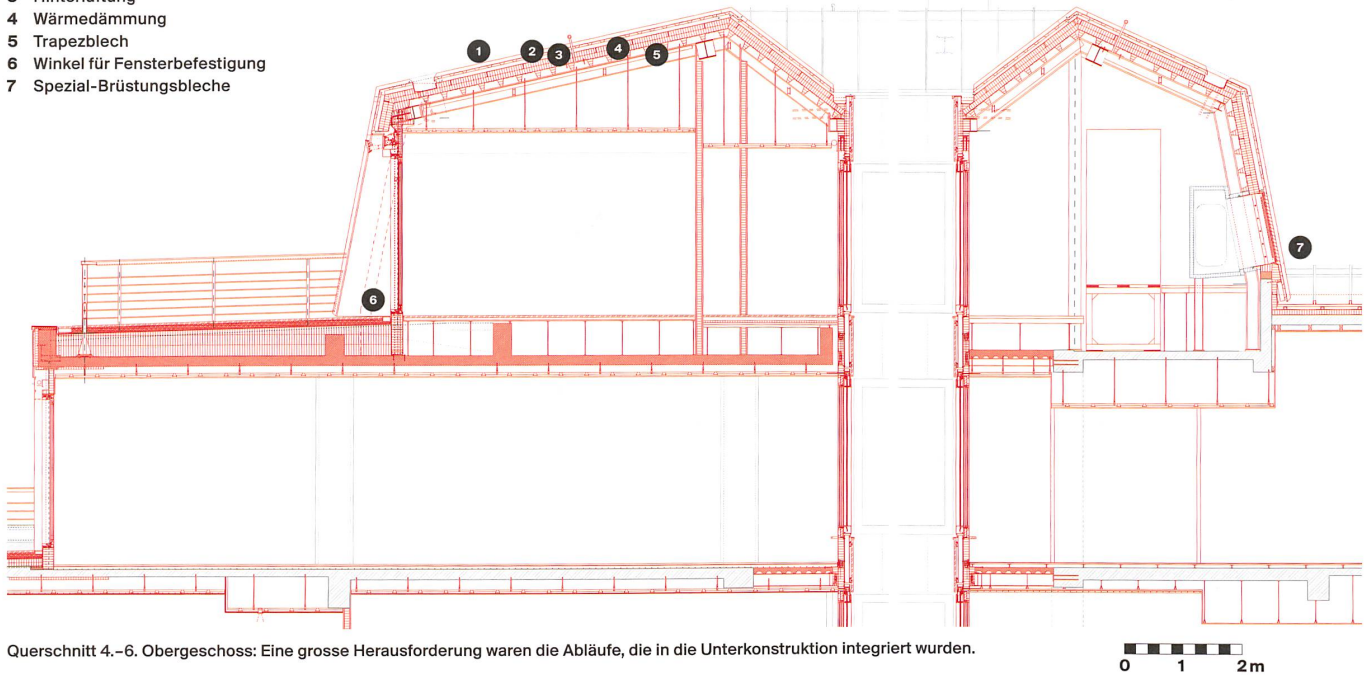 4 Wärmedämmung
5 Trapezblech
6 Winkel für Fensterbefestigung
7 Spezial-Brüstungsbleche
1 2 3 4 5
6
7
Querschnitt 4.–6. Obergeschoss: Eine grosse Herausforderung waren die Abläufe, die in die Unterkonstruktion integriert wurden.
0 1 2 m